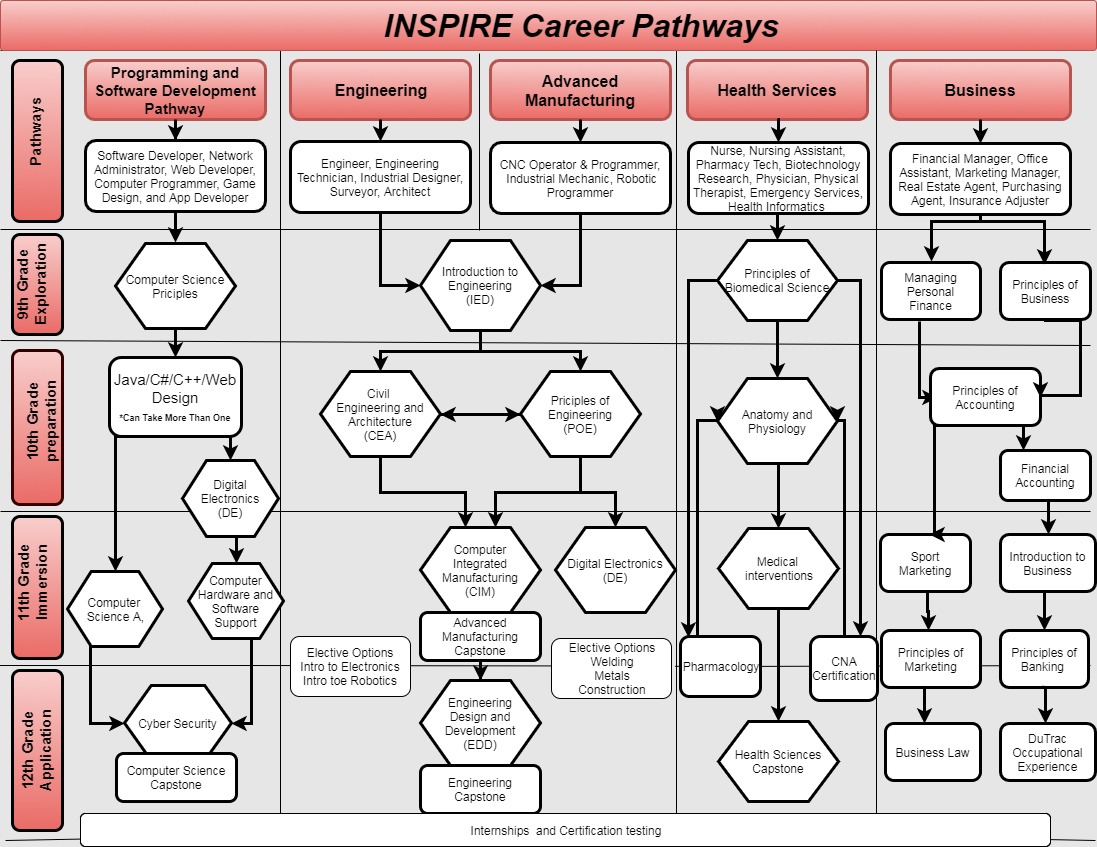 INSPIRE Career Pathways
Pathways
Programming and
Software Development
Pathway
Engineering
Advanced
Manufacturing
Health Services
Business
Software Developer, Network
Administrator, Web Developer,
Computer Programmer, Game
Design, and App Developer
Engineer, Engineering
Technician, Industrial Designer,
Surveyor, Architect
CNC Operator & Programmer,
Industrial Mechanic, Robotic
Programmer
Nurse, Nursing Assistant,
Pharmacy Tech, Biotechnology
Research, Physician, Physical
Therapist, Emergency Services,
Health Informatics
Financial Manager, Office
Assistant, Marketing Manager,
Real Estate Agent, Purchasing
Agent, Insurance Adjuster
9th Grade
Exploration
Computer Science
Priciples
Introduction to
Engineering
(IED)
Principles of
Biomedical Science
Managing
Personal
Finance
Principles of
Business
10th Grade
preparation
Java/C#/C++/Web
Design
*Can Take More Than One
Digital
Electronics
(DE)
Civil
Engineering and
Architecture
(CEA)
Priciples of
Engineering
(POE)
Anatomy and
Physiology
Principles of
Accounting
Financial
Accounting
11th Grade
Immersion
Computer
Science A,
Computer
Hardware and
Software
Support
Computer
Integrated
Manufacturing
(CIM)
Advanced
Manufacturing
Capstone
Digital Electronics
(DE)
Elective Options
Intro to Electronics
Intro toe Robotics
Elective Options
Welding
Metals
Construction
Medical
interventions
Pharmacology
CNA
Certification
Sport
Marketing
Introduction to
Business
Principles of
Marketing
Principles of
Banking
12th Grade
Application
Cyber Security
Computer Science
Capstone
Engineering
Design and
Development
(EDD)
Engineering
Capstone
Health Sciences
Capstone
Business Law
DuTrac
Occupational
Experience
Internships and Certification testing